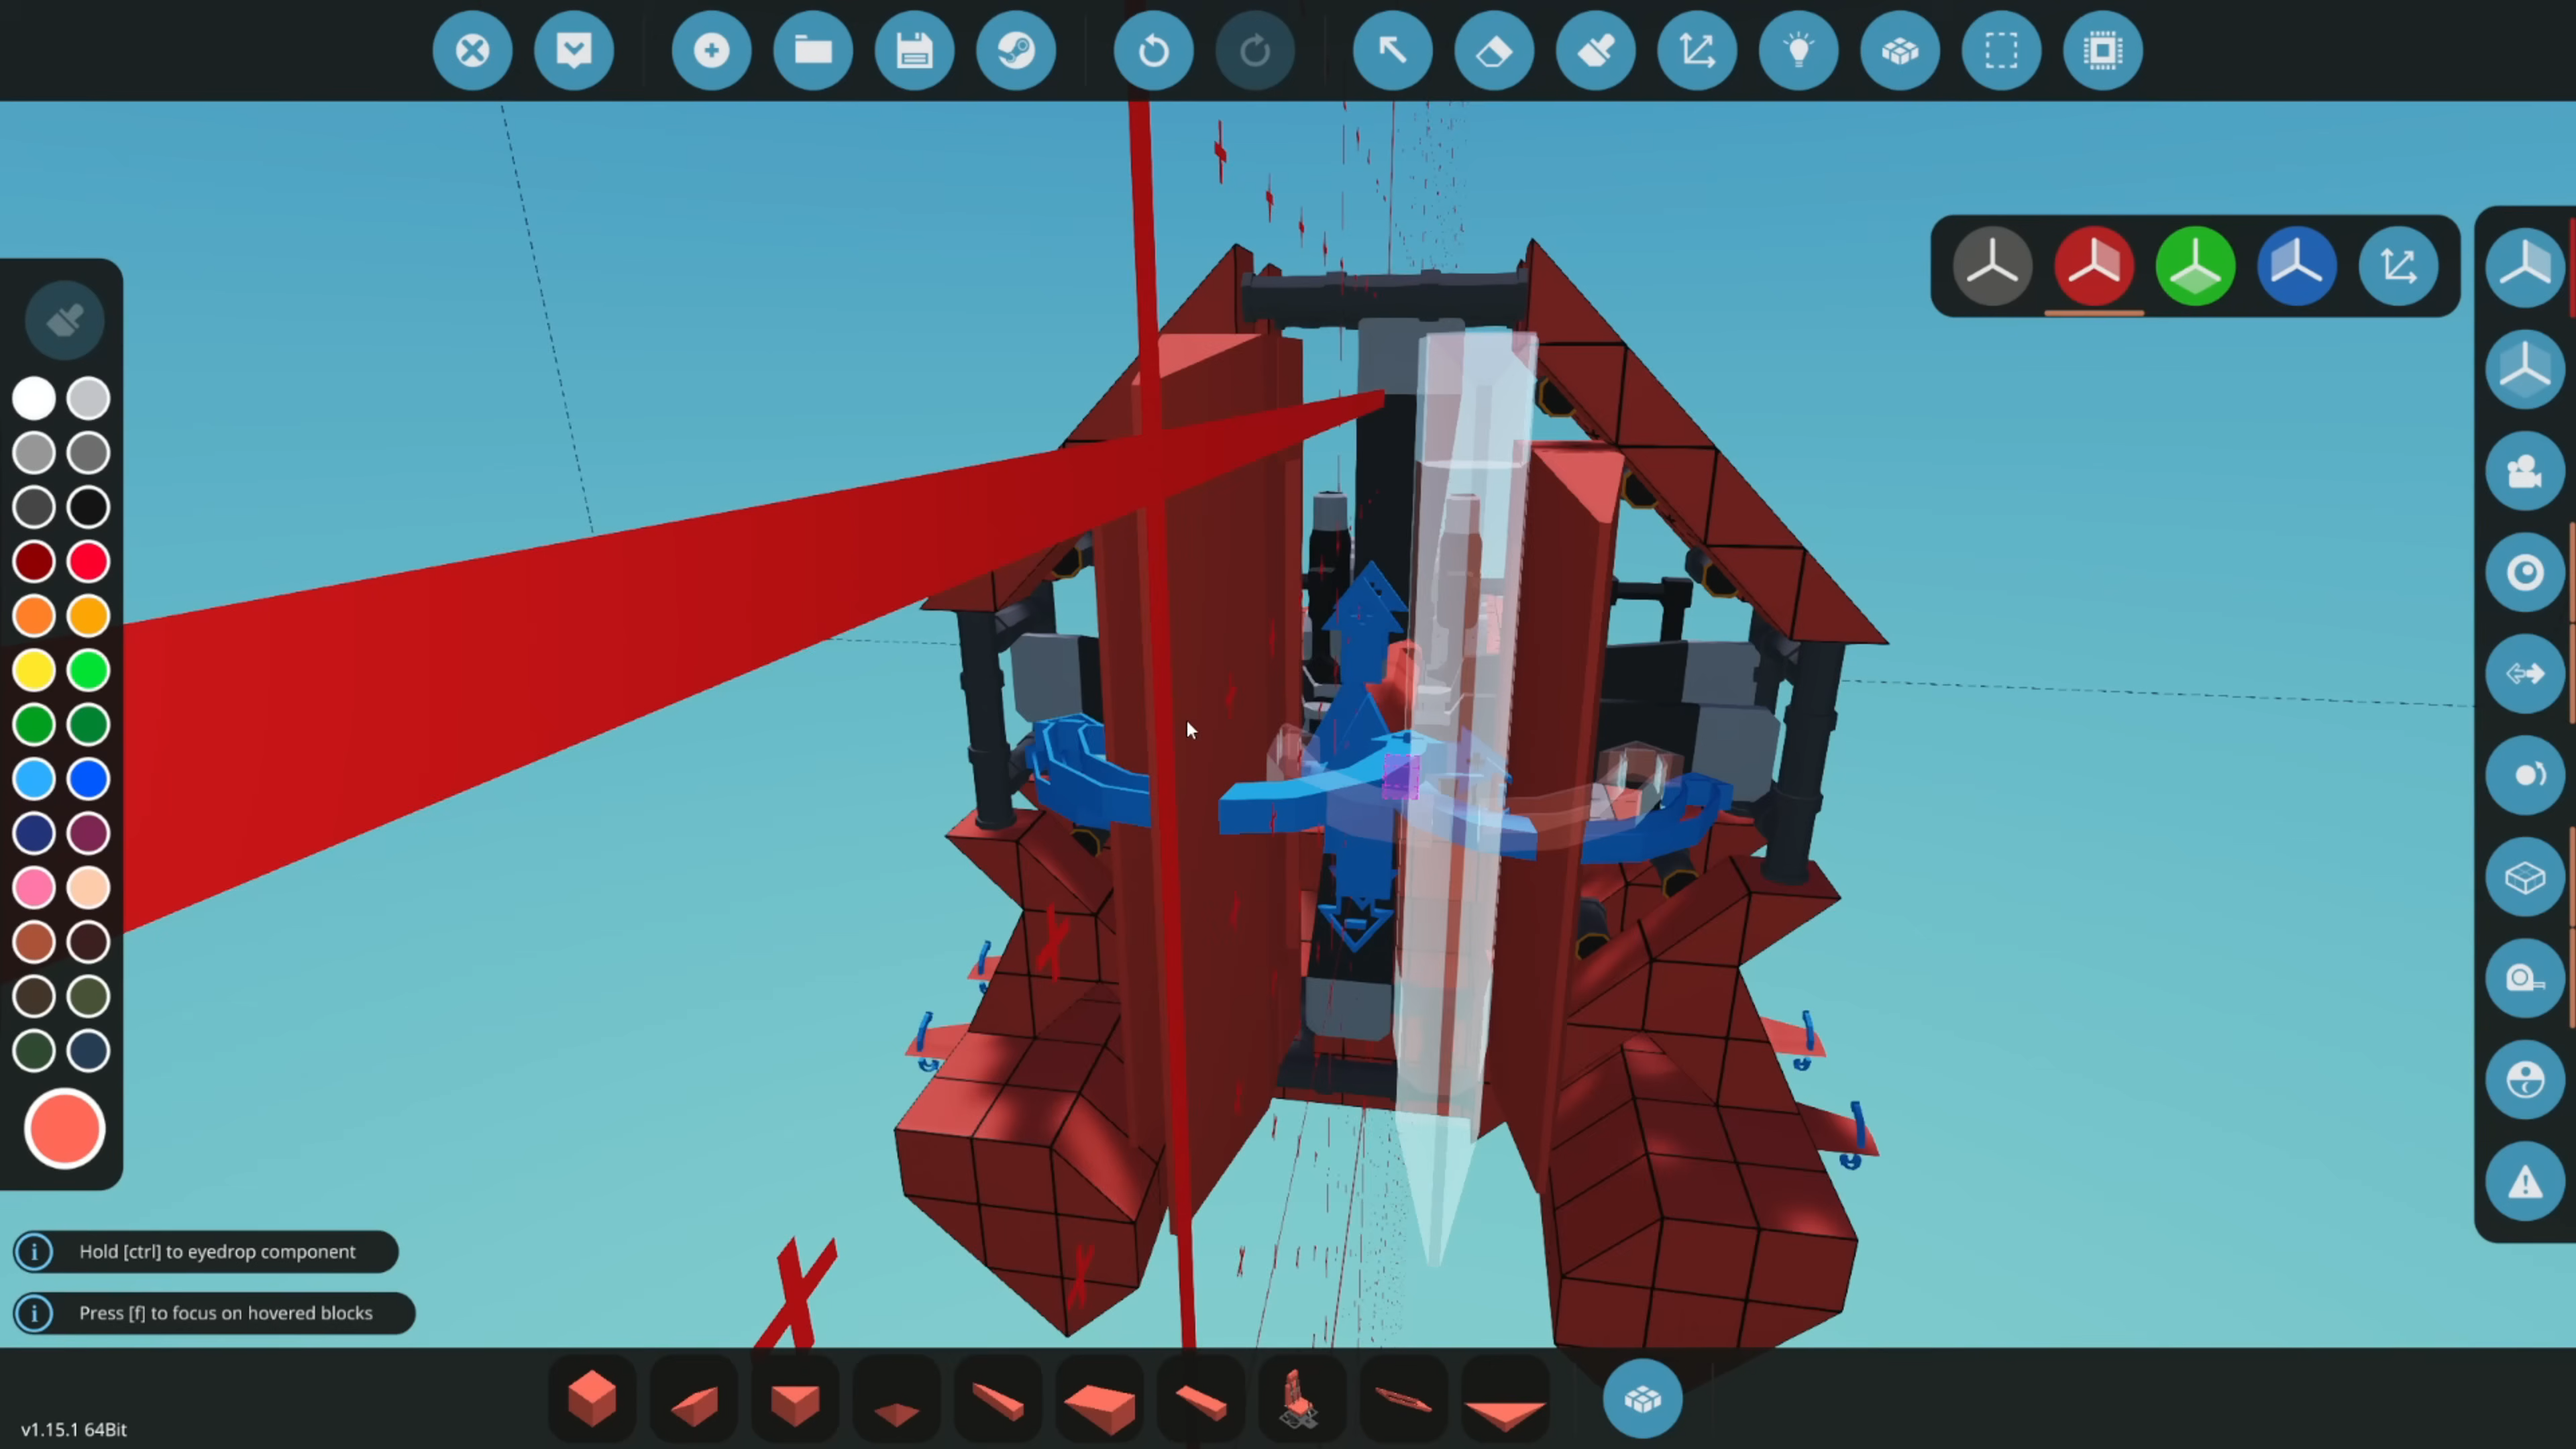 Hold [ctrl] to eyedrop component
Press [f] to focus on hovered blocks
v1.15.1 64Bit